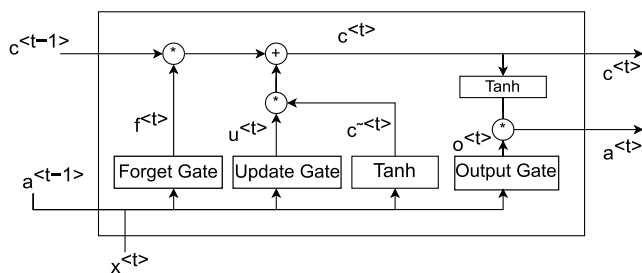 c<t-1>
*
+
c<t>
c<t>
Tanh
f<t>
*
u<t>
c~<t>
o<t>
*
a<t>
a<t-1>
Forget Gate
Update Gate
Tanh
Output Gate
x<t>